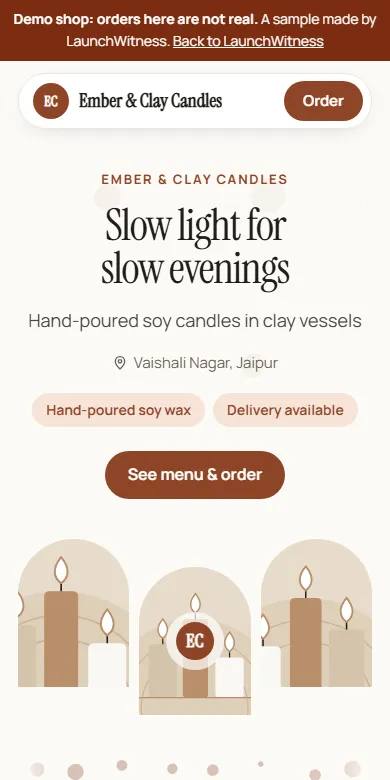 Demo shop: orders here are not real. A sample made by
LaunchWitness. Back to LaunchWitness
EC
Ember & Clay Candles
Order
EMBER & CLAY CANDLES
Slow light for
slow evenings
Hand-poured soy candles in clay vessels
Vaishali Nagar, Jaipur
Hand-poured soy wax
Delivery available
See menu & order
EC